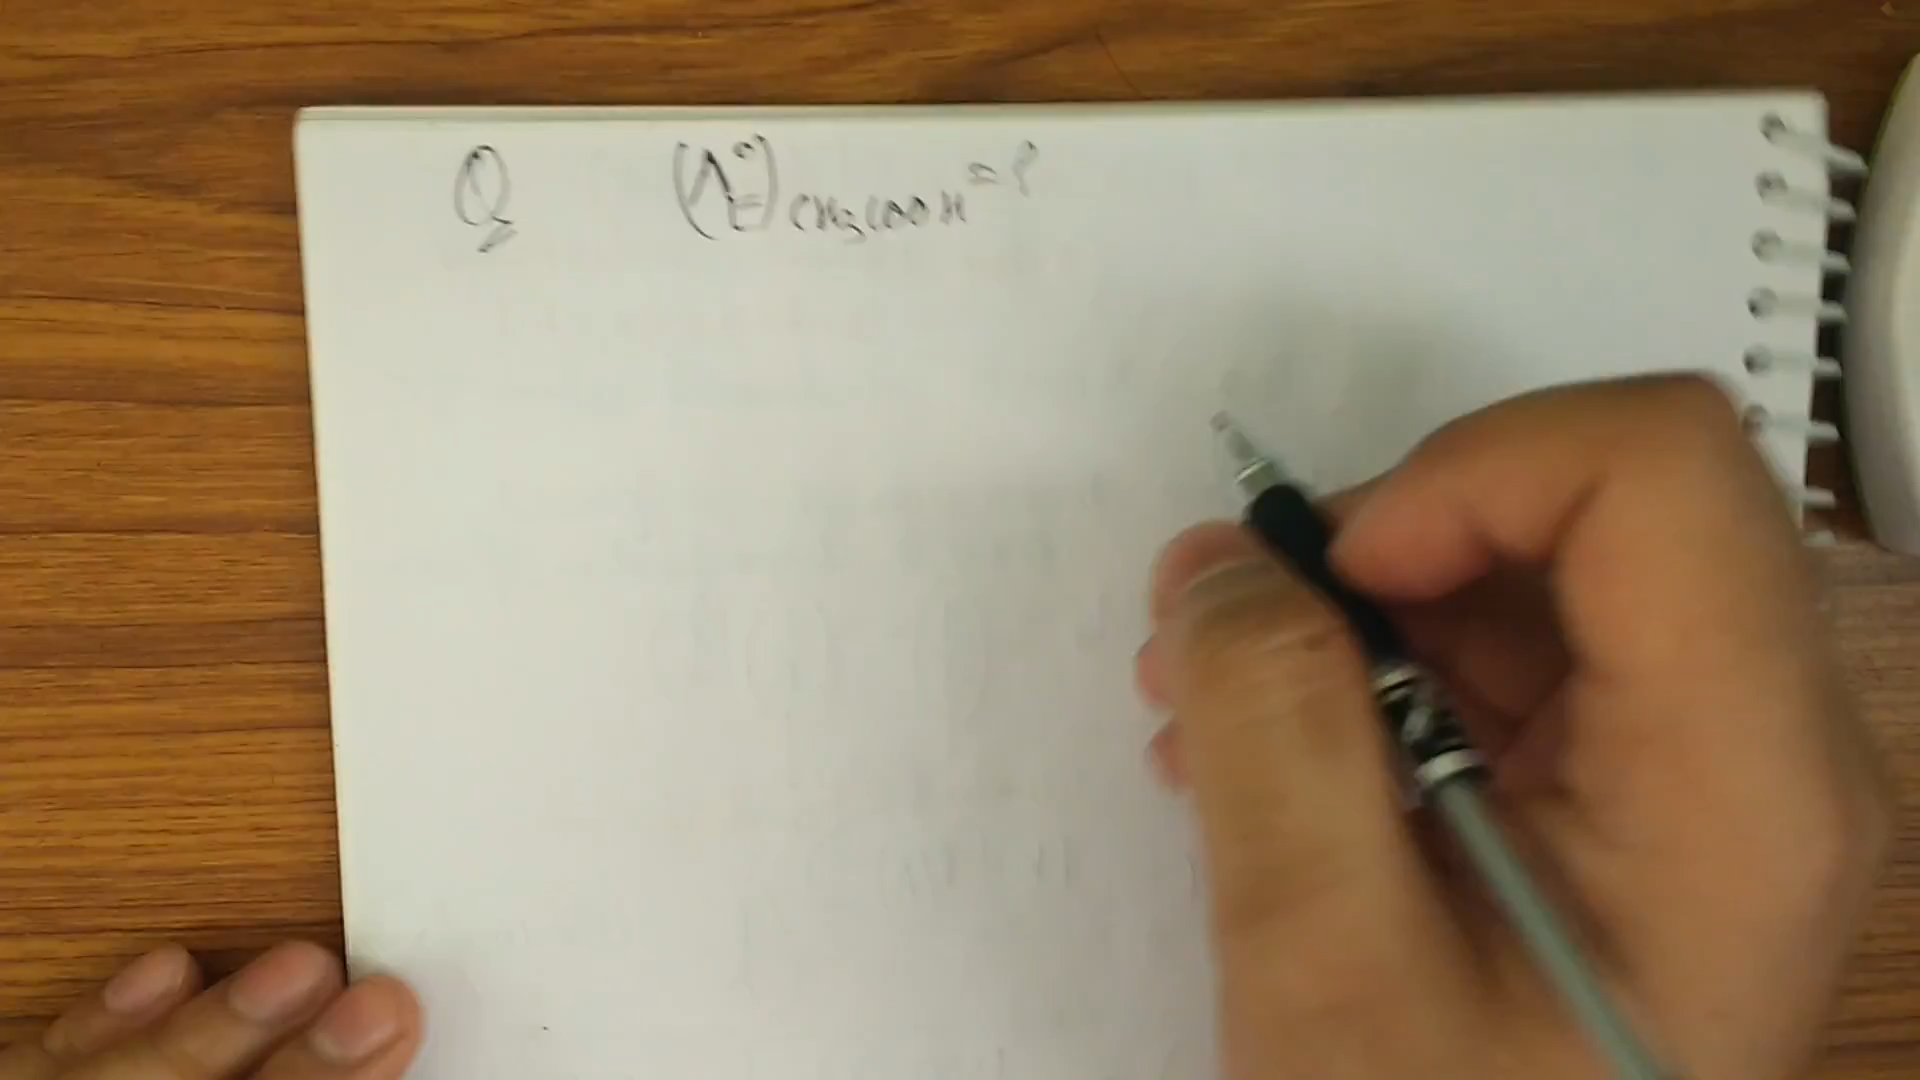 Q (Λ°=)CH₃COOH = ?